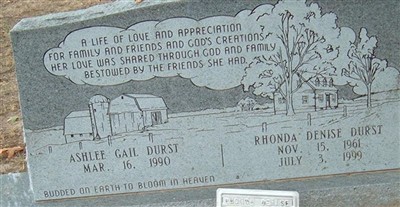 A LIFE OF LOVE AND APPRECIATION
FOR FAMILY AND FRIENDS AND GOD'S CREATIONS
HER LOVE WAS SHARED THROUGH GOD AND FAMILY
BESTOWED BY THE FRIENDS SHE HAD.
ASHLEE GAIL DURST
MAR. 16, 1990
RHONDA DENISE DURST
NOV. 15, 1961
JULY 3, 1999
BUDDED ON EARTH TO BLOOM IN HEAVEN